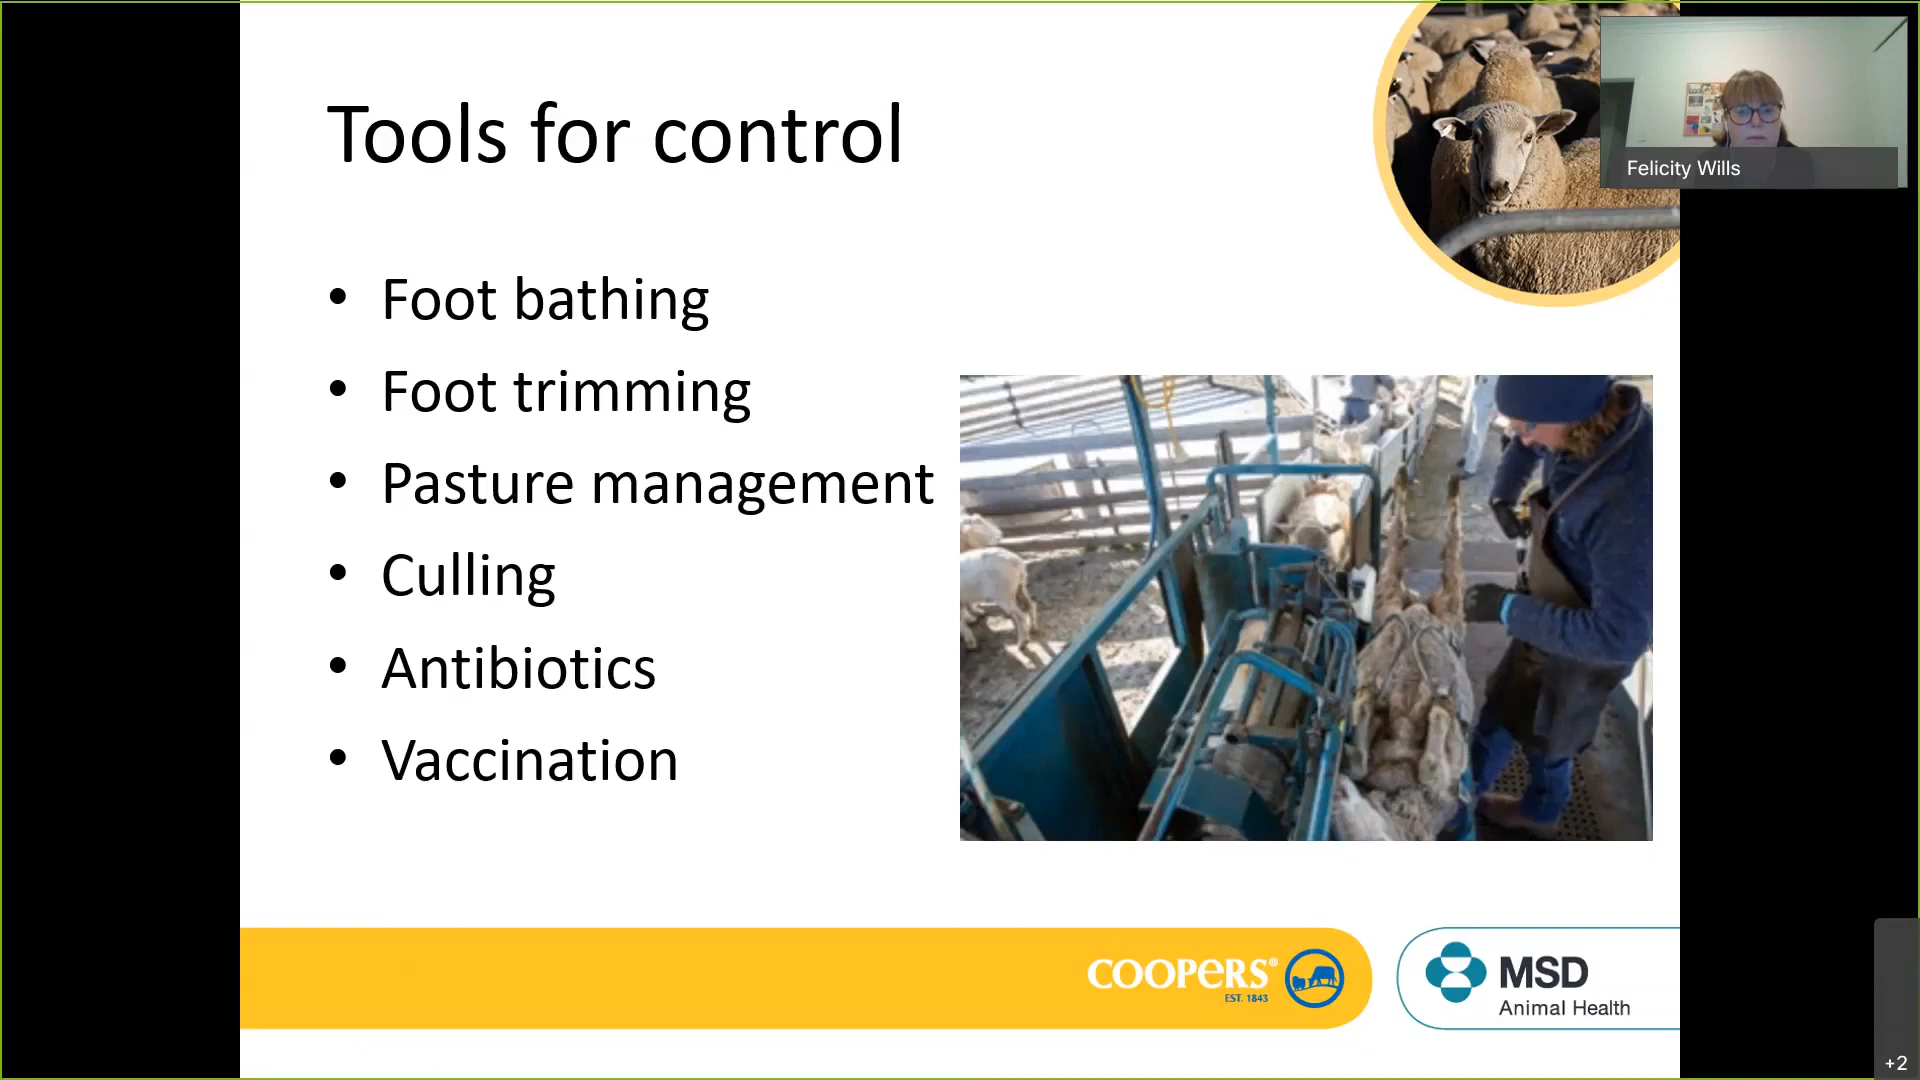 Tools for control
Felicity Wills
• Foot bathing
• Foot trimming
• Pasture management
• Culling
• Antibiotics
• Vaccination
COOPERS®
EST. 1843
MSD
Animal Health
+2